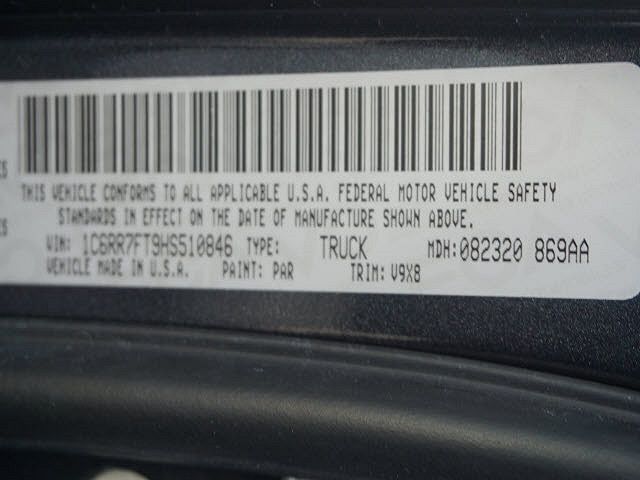 THIS VEHICLE CONFORMS TO ALL APPLICABLE U.S.A. FEDERAL MOTOR VEHICLE SAFETY
STANDARDS IN EFFECT ON THE DATE OF MANUFACTURE SHOWN ABOVE.
VIN: 1C6RR7FT9HS510846 TYPE: TRUCK MDH:082320 869AA
VEHICLE MADE IN U.S.A. PAINT: PAR TRIM: V9X8